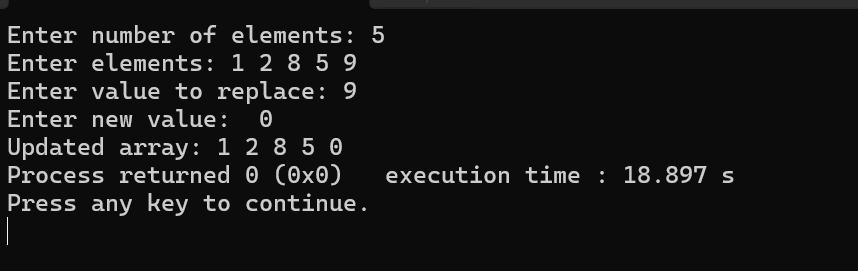 Enter number of elements: 5
Enter elements: 1 2 8 5 9
Enter value to replace: 9
Enter new value:  0
Updated array: 1 2 8 5 0
Process returned 0 (0x0)   execution time : 18.897 s
Press any key to continue.